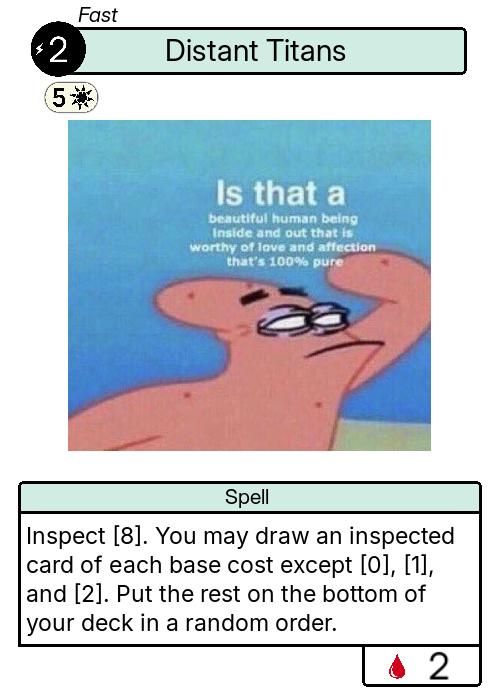 Fast
2
Distant Titans
5
Is that a
beautiful human being
inside and out that is
worthy of love and affection
that's 100% pure
Spell
Inspect [8]. You may draw an inspected
card of each base cost except [0], [1],
and [2]. Put the rest on the bottom of
your deck in a random order.
2